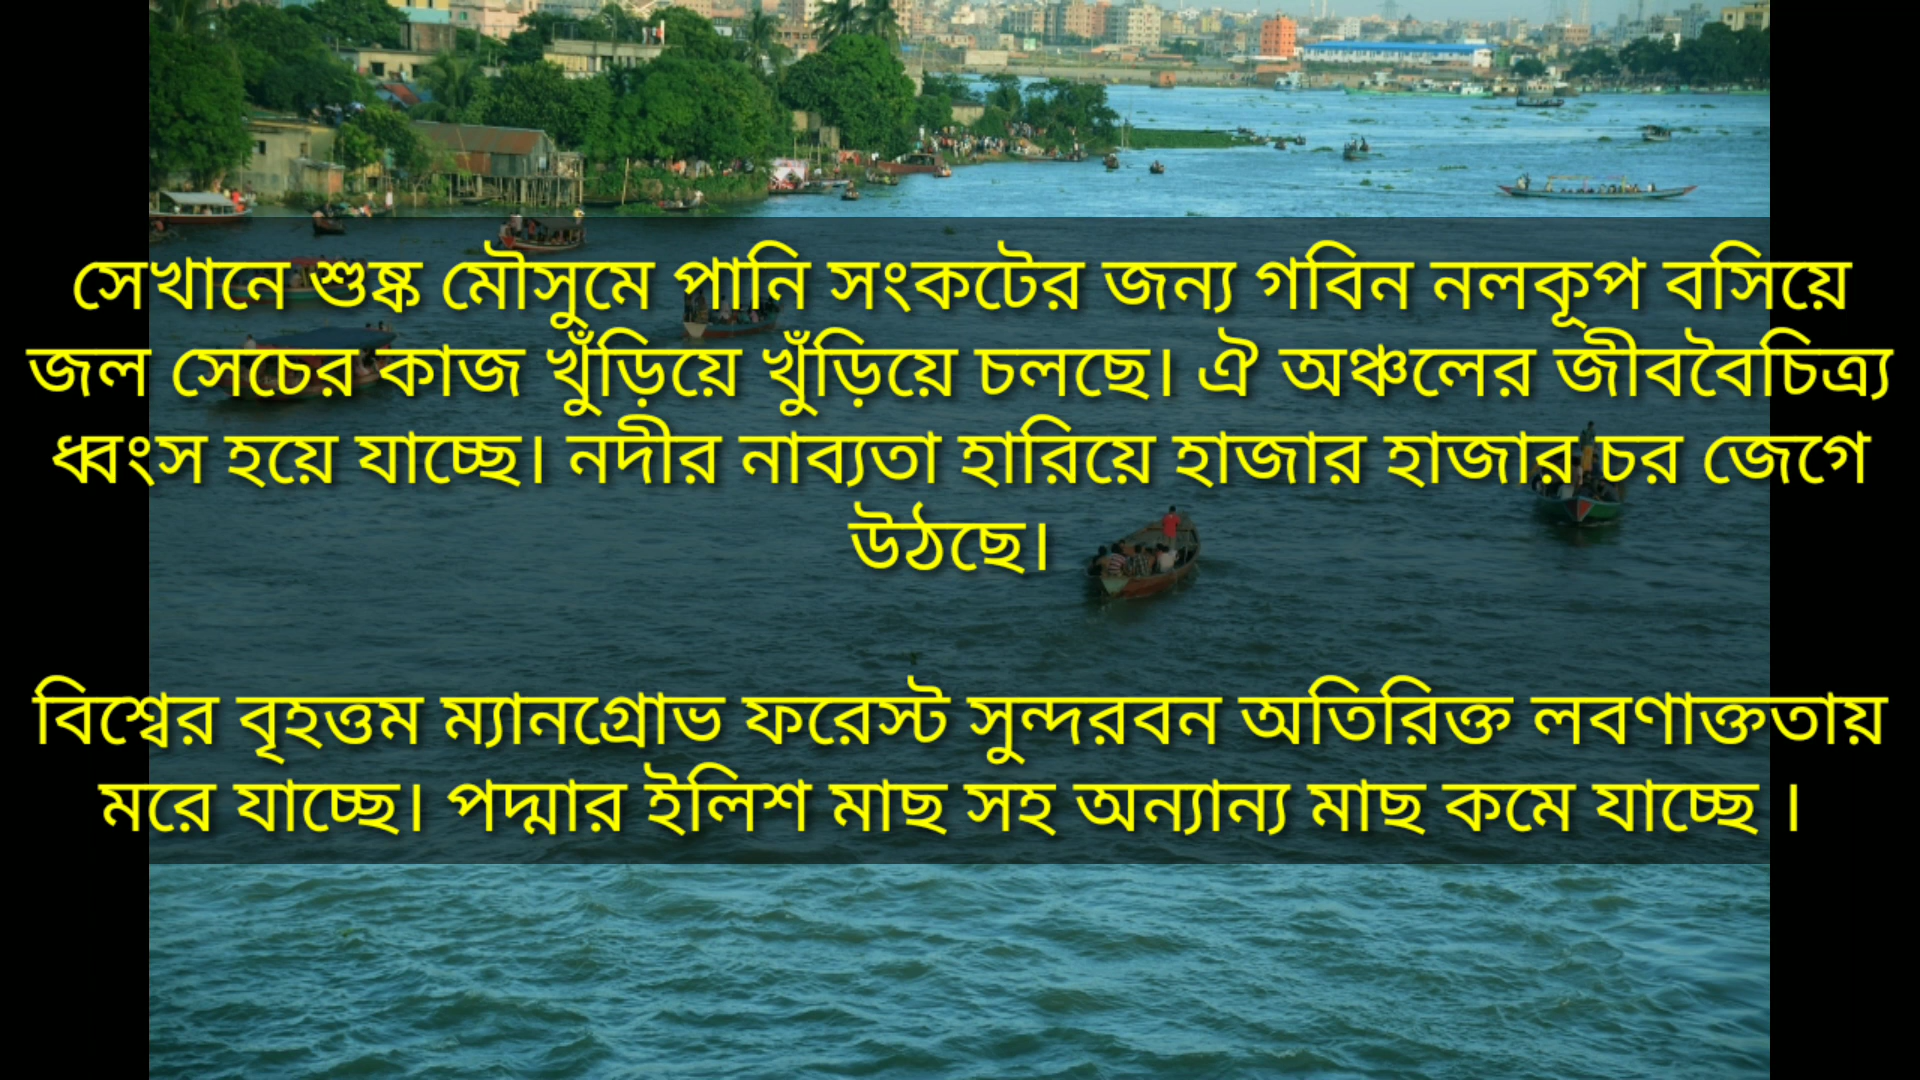 সেখানে শুষ্ক মৌসুমে পানি সংকটের জন্য গবিন নলকূপ বসিয়ে
জল সেচের কাজ খুঁড়িয়ে খুঁড়িয়ে চলছে। ঐ অঞ্চলের জীববৈচিত্র্য
ধ্বংস হয়ে যাচ্ছে। নদীর নাব্যতা হারিয়ে হাজার হাজার চর জেগে
উঠছে।
বিশ্বের বৃহত্তম ম্যানগ্রোভ ফরেস্ট সুন্দরবন অতিরিক্ত লবণাক্ততায়
মরে যাচ্ছে। পদ্মার ইলিশ মাছ সহ অন্যান্য মাছ কমে যাচ্ছে ।